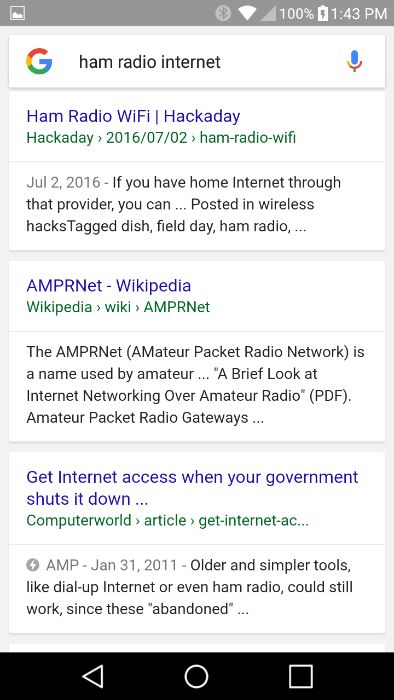 100% 1:43 PM
ham radio internet
Ham Radio WiFi | Hackaday
Hackaday › 2016/07/02 › ham-radio-wifi
Jul 2, 2016 - If you have home Internet through
that provider, you can ... Posted in wireless
hacksTagged dish, field day, ham radio, ...
AMPRNet - Wikipedia
Wikipedia › wiki › AMPRNet
The AMPRNet (AMateur Packet Radio Network) is
a name used by amateur ... "A Brief Look at
Internet Networking Over Amateur Radio" (PDF).
Amateur Packet Radio Gateways ...
Get Internet access when your government
shuts it down ...
Computerworld › article › get-internet-ac...
AMP - Jan 31, 2011 - Older and simpler tools,
like dial-up Internet or even ham radio, could still
work, since these "abandoned" ...